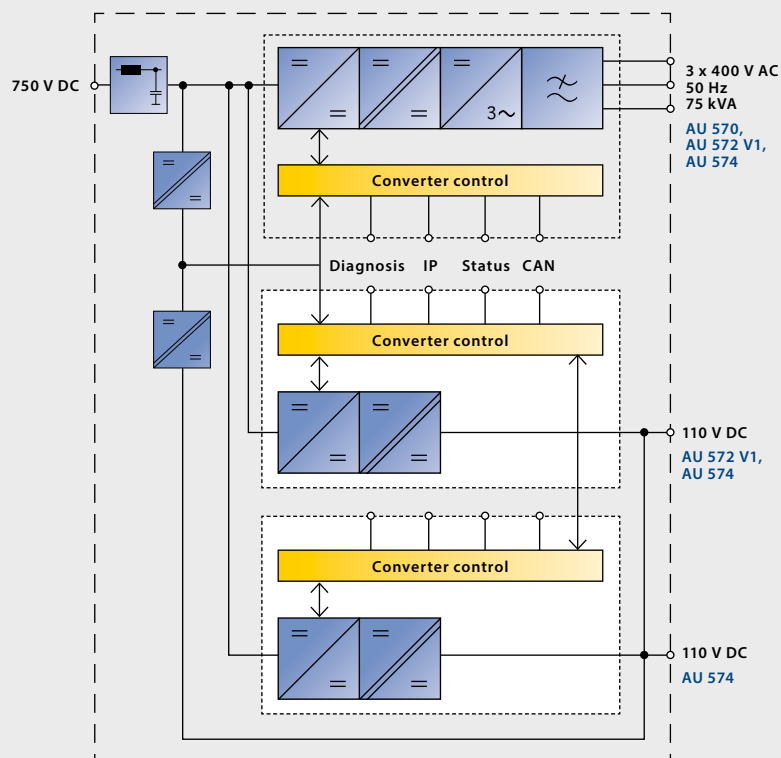 750 V DC
3 ~
3 x 400 V AC
50 Hz
75 kVA
AU 570,
AU 572 V1,
AU 574
Converter control
Diagnosis IP Status CAN
Converter control
110 V DC
AU 572 V1,
AU 574
Converter control
110 V DC
AU 574